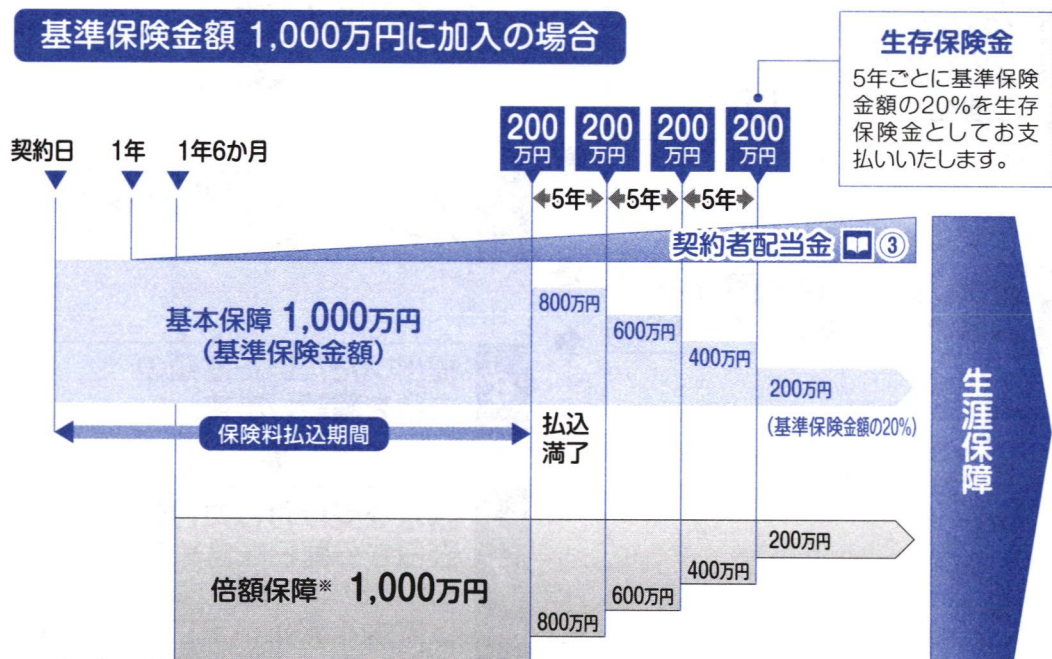 基準保険金額 1,000万円に加入の場合
生存保険金
5年ごとに基準保険
金額の20%を生存
保険金としてお支
払いいたします。
契約日 1年 1年6か月
200
万円
200
万円
200
万円
200
万円
5年
5年
5年
契約者配当金 ③
基本保障 1,000万円
(基準保険金額)
800万円
600万円
400万円
200万円
(基準保険金額の20%)
保険料払込期間
払込
満了
生涯保障
倍額保障※ 1,000万円
800万円
600万円
400万円
200万円